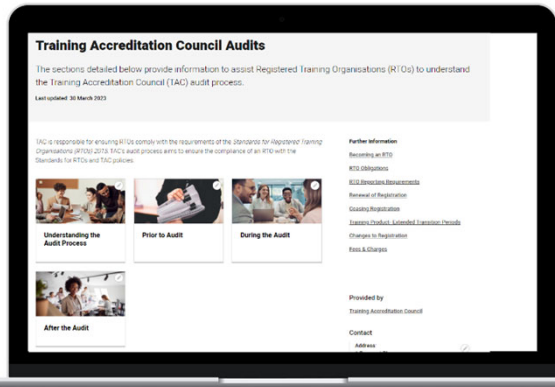 Training Accreditation Council Audits
The sections detailed below provide information to assist Registered Training Organisations (RTOs) to understand
the Training Accreditation Council (TAC) audit process.
Last updated: 30 March 2023
TAC is responsible for ensuring RTOs comply with the requirements of the Standards for Registered Training
Organisations (RTOs) 2015. TAC's audit process aims to ensure the compliance of an RTO with the
Standards for RTOs and TAC policies.
Understanding the
Audit Process
Prior to Audit
During the Audit
After the Audit
Further Information
Becoming an RTO
RTO Obligations
RTO Reporting Requirements
Renewal of Registration
Ceasing Registration
Training Product Extended Transition Periods
Changes to Registration
Fees & Charges
Provided by
Training Accreditation Council
Contact
Address